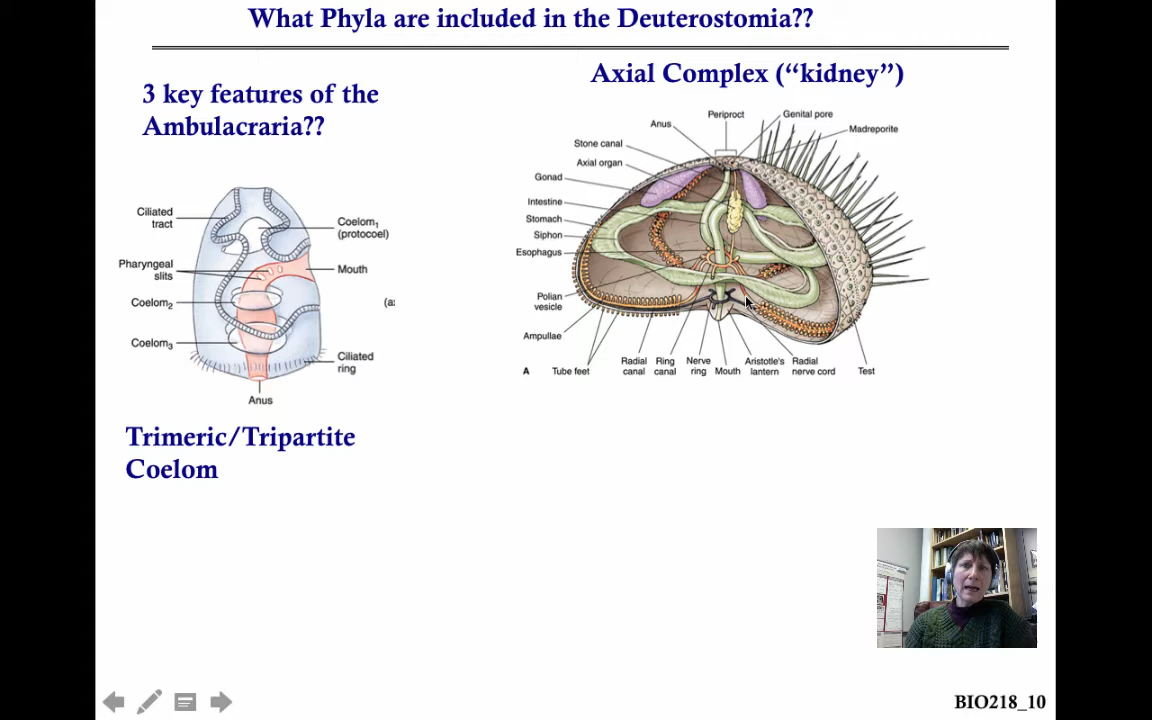 What Phyla are included in the Deuterostomia??
3 key features of the
Ambulacraria??
Axial Complex (“kidney”)
Ciliated
tract
Pharyngeal
slits
Coelom2
Coelom3
Coelom1
(protocoel)
Mouth
(a:
Ciliated
ring
Anus
Trimeric/Tripartite
Coelom
Periproct
Genital pore
Anus
Madreporite
Stone canal
Axial organ
Gonad
Intestine
Stomach
Siphon
Esophagus
Polian
vesicle
Ampullae
A
Tube feet
Radial
canal
Ring
canal
Nerve
ring
Mouth
Aristotle's
lantern
Radial
nerve cord
Test
BIO218_10